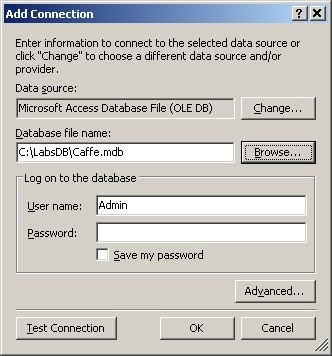 Add Connection
Enter information to connect to the selected data source or
click "Change" to choose a different data source and/or
provider.
Data source:
Microsoft Access Database File (OLE DB)
Change...
Database file name:
C:\LabsDB\Caffe.mdb
Browse...
Log on to the database
User name:
Admin
Password:
Save my password
Advanced...
Test Connection
OK
Cancel